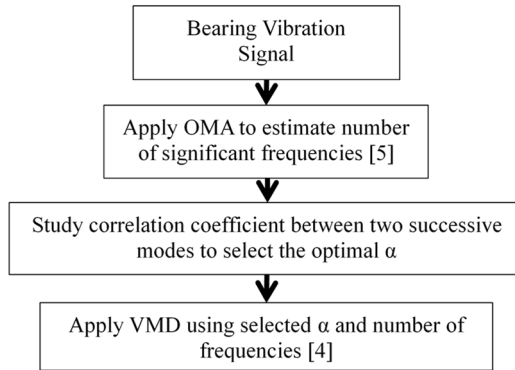 Bearing Vibration
Signal
Apply OMA to estimate number
of significant frequencies [5]
Study correlation coefficient between two successive
modes to select the optimal α
Apply VMD using selected α and number of
frequencies [4]